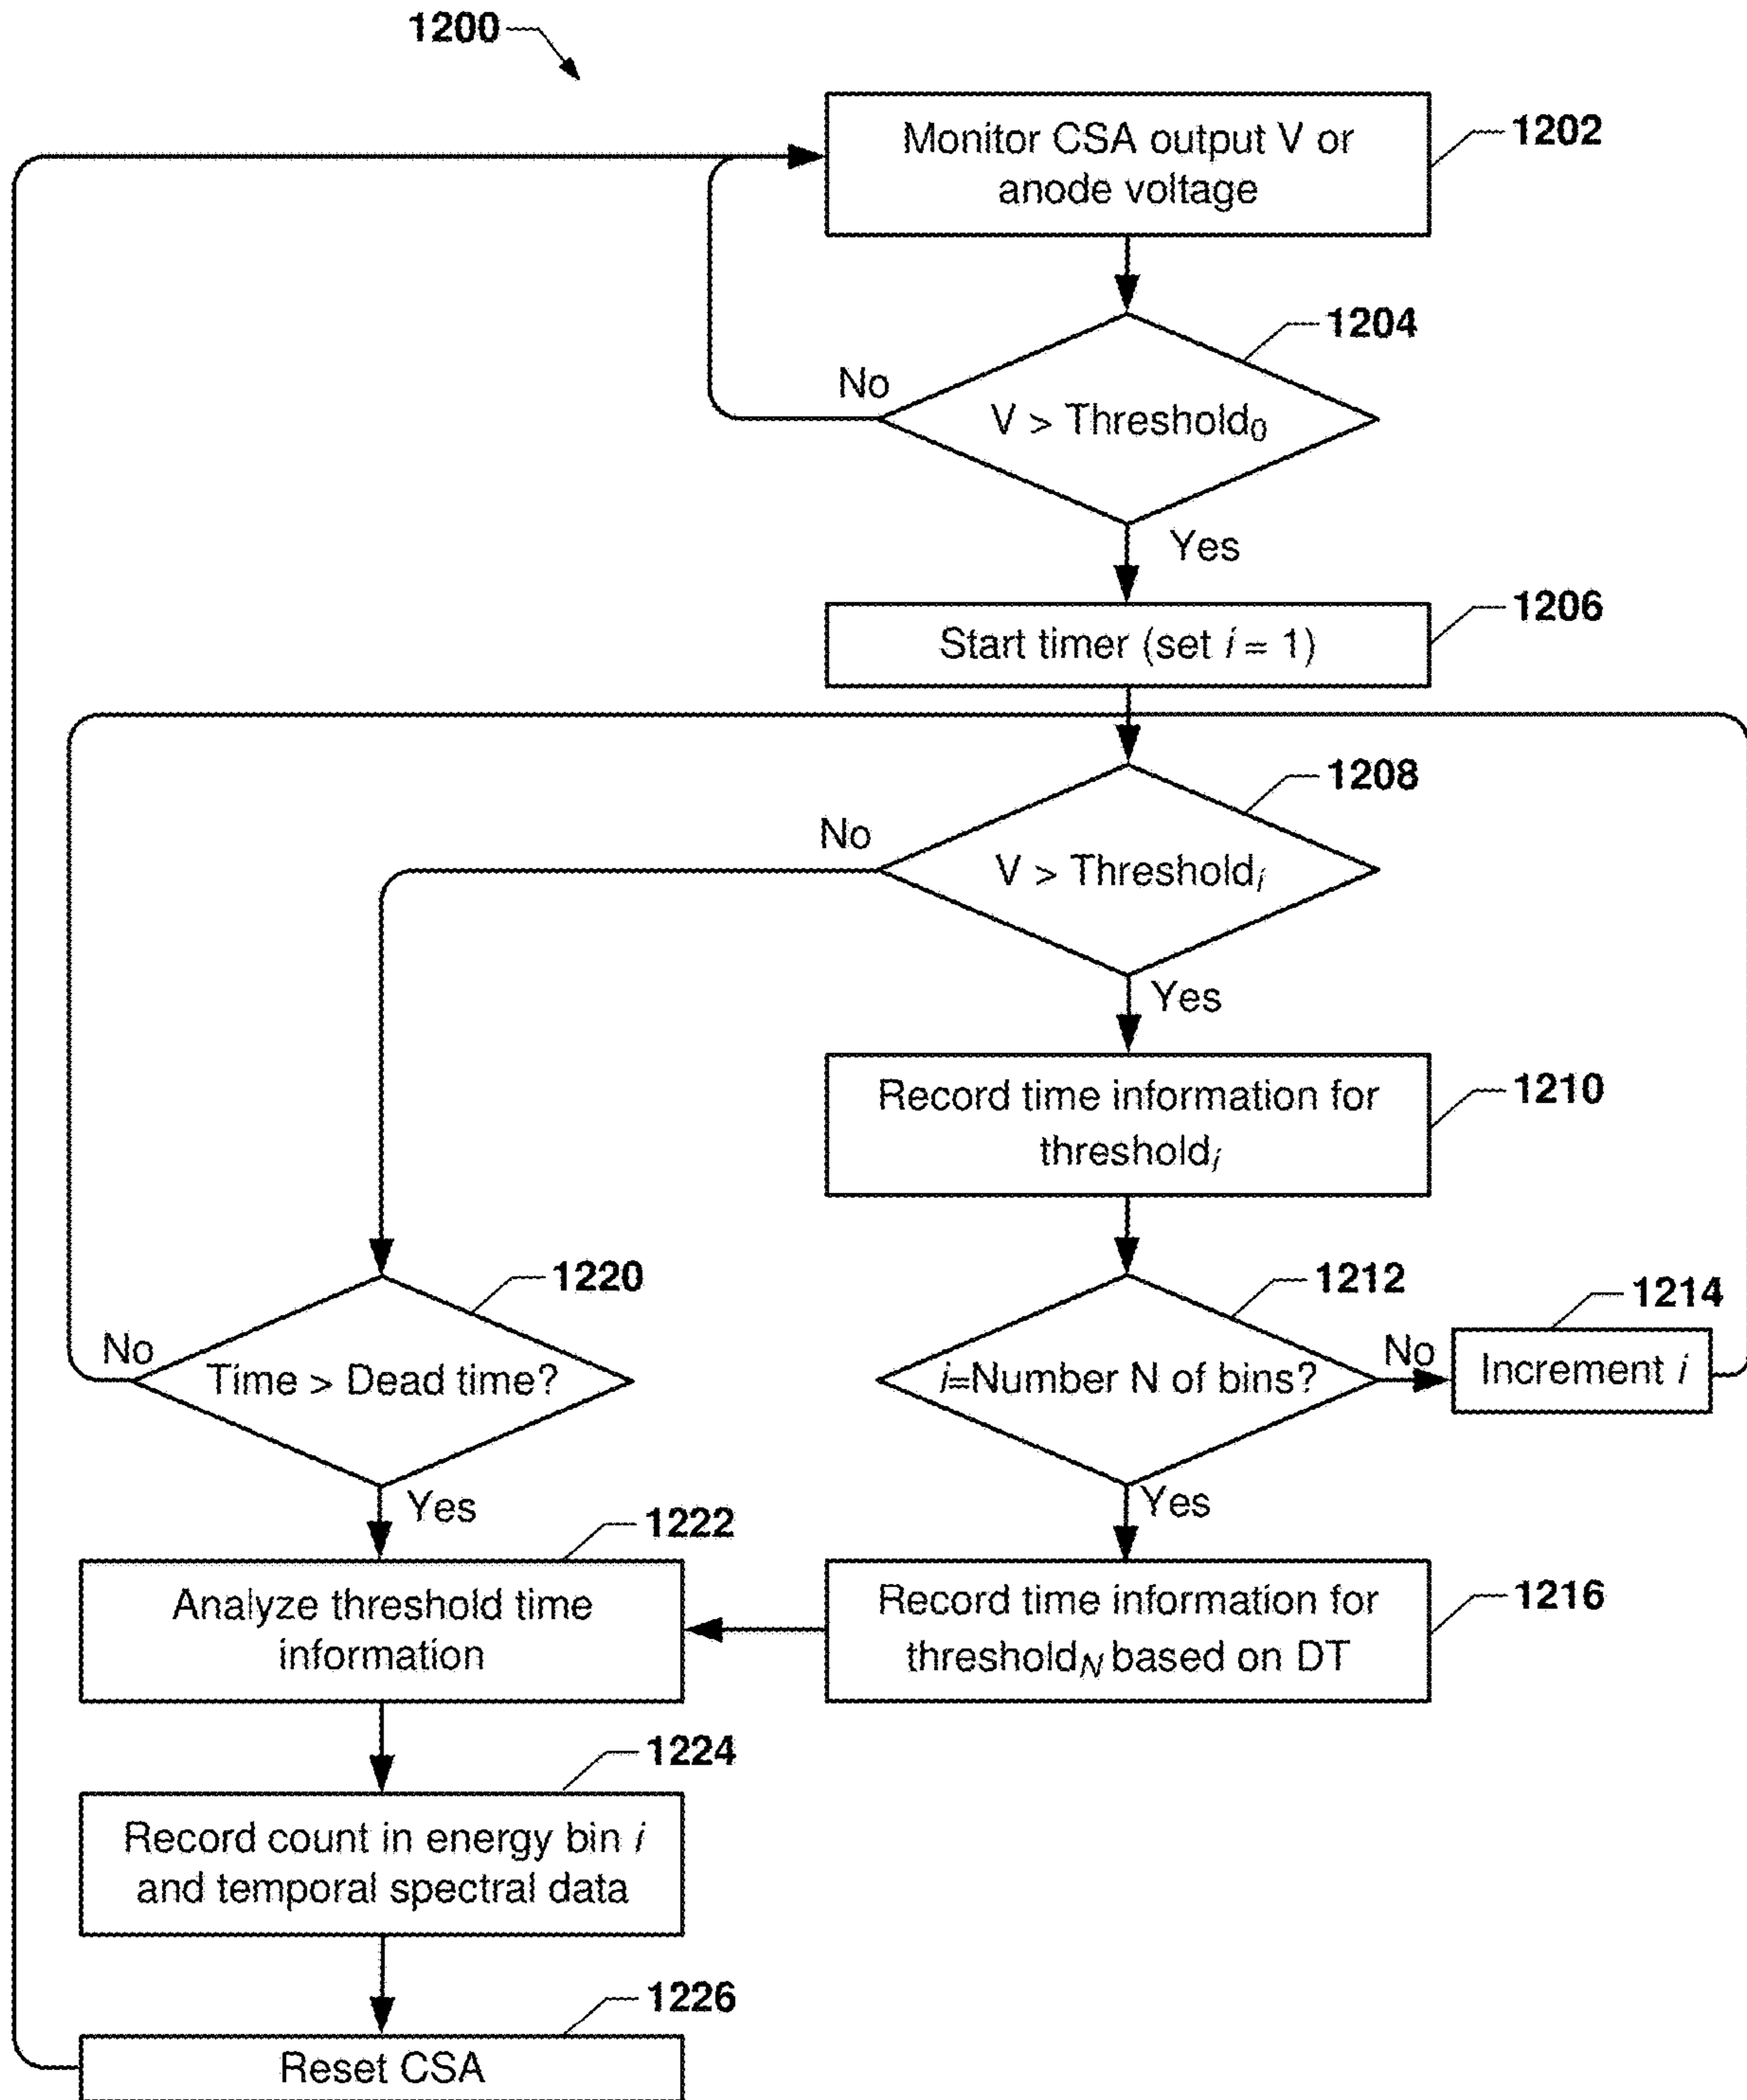 1200
Monitor CSA output V or
anode voltage
1202
1204
No
V > Threshold0
Yes
1206
Start timer (set i = 1)
1208
No
V > Thresholdi
Yes
Record time information for
thresholdi
1210
1220
1212
1214
No
Time > Dead time?
i=Number N of bins?
No
Increment i
Yes
Yes
1222
Analyze threshold time
information
Record time information for
thresholdN based on DT
1216
1224
Record count in energy bin i
and temporal spectral data
1226
Reset CSA